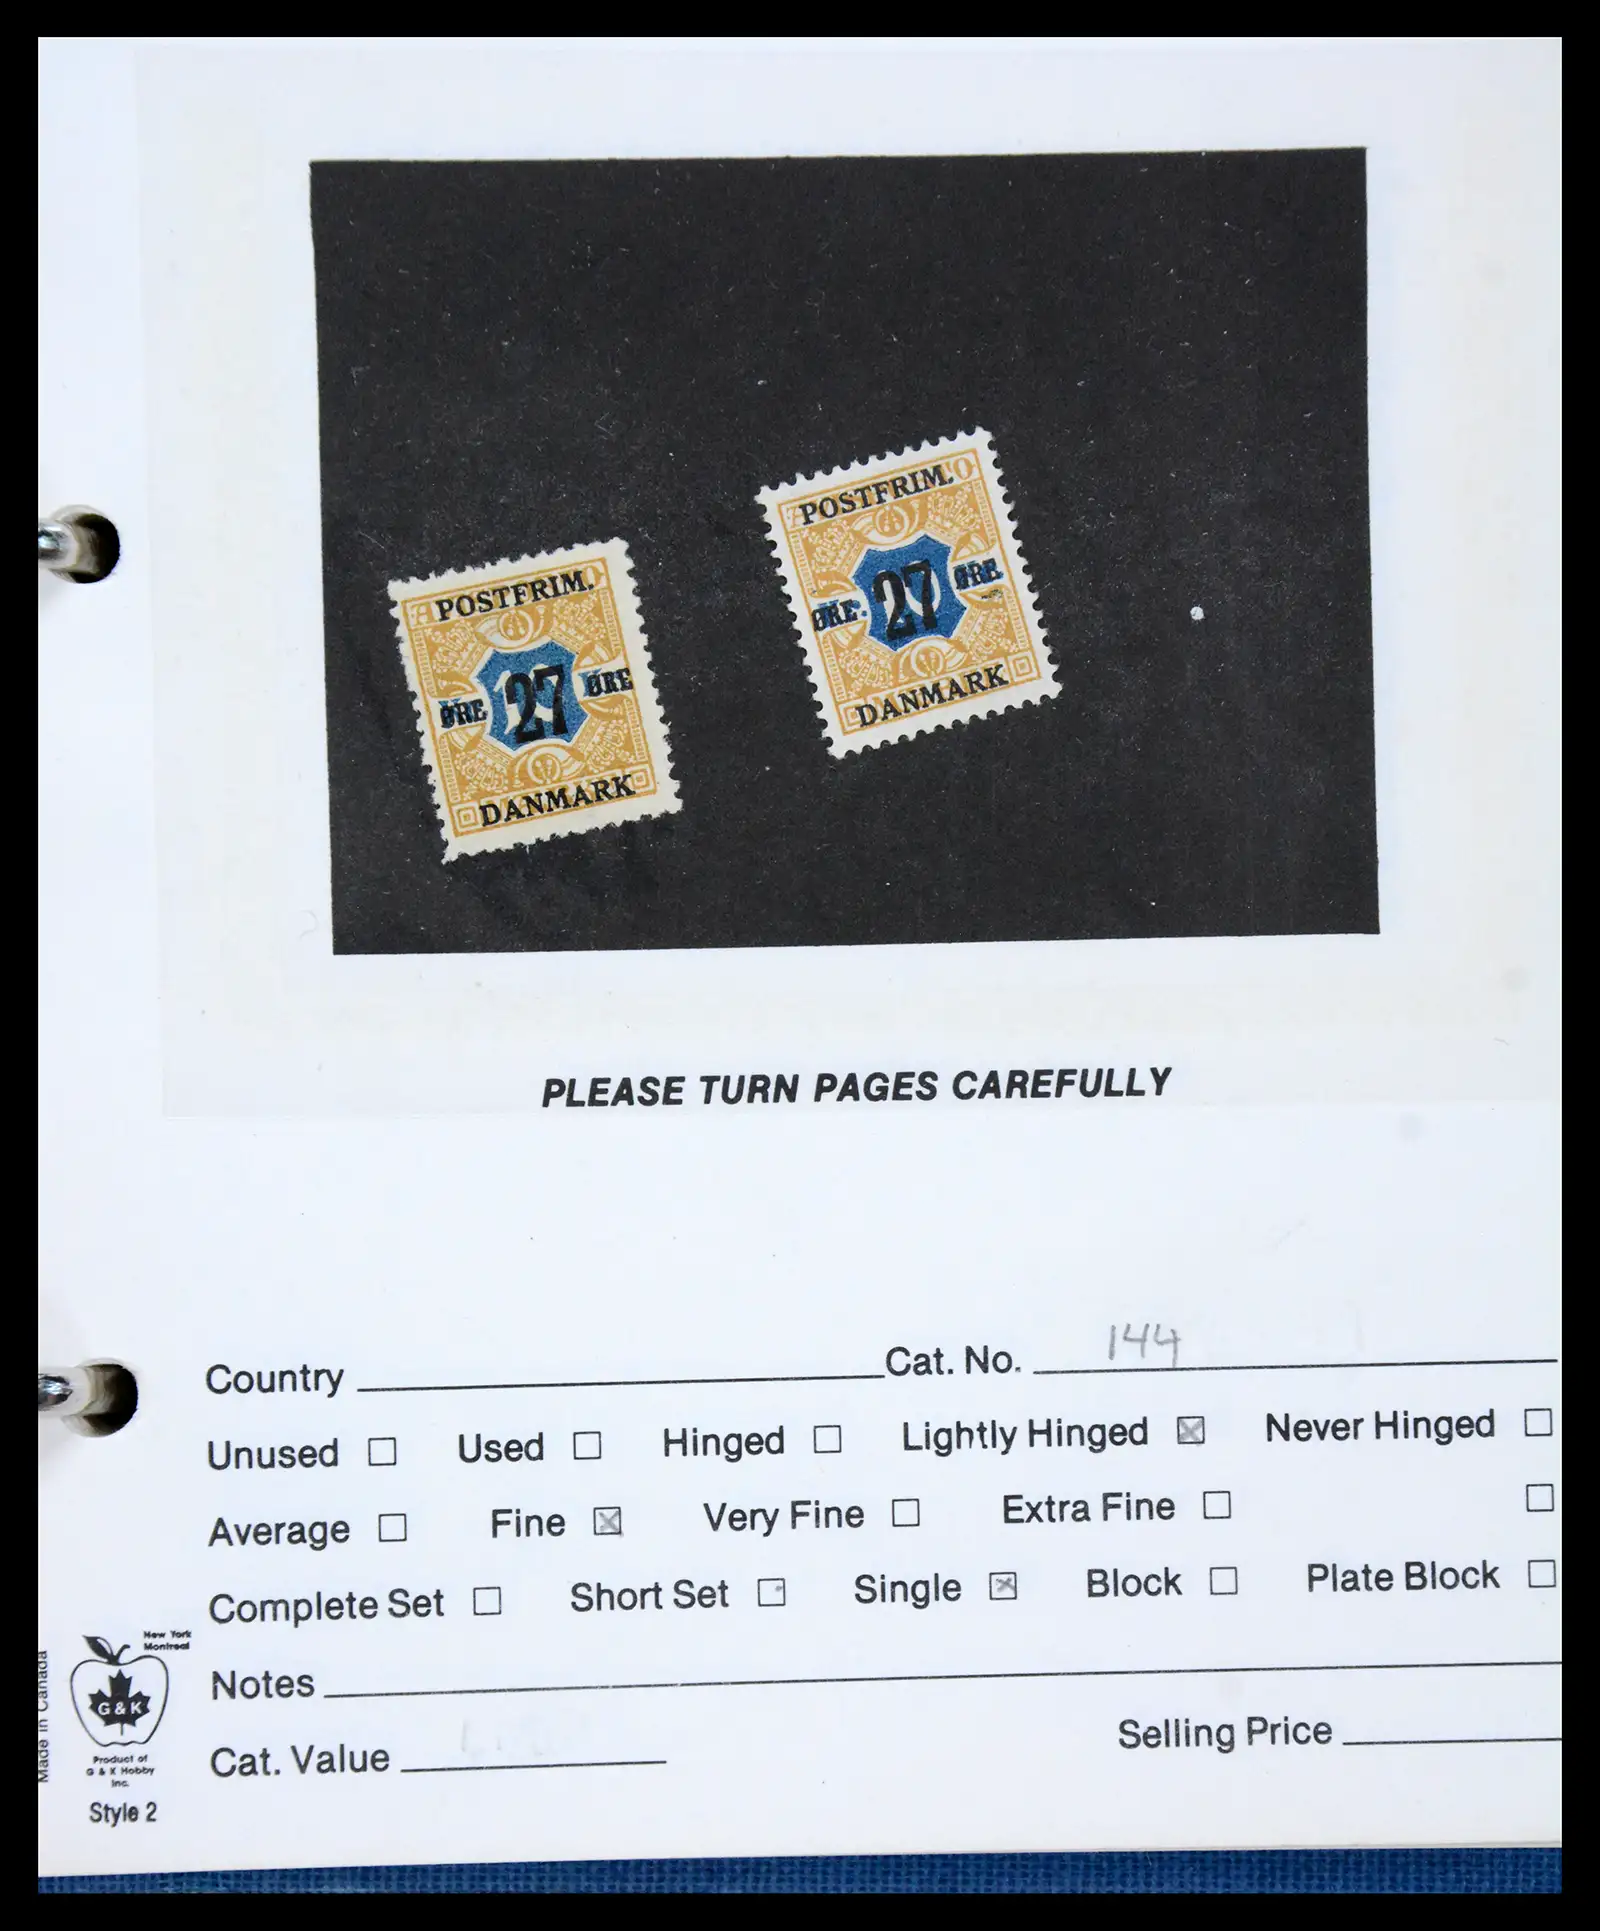 POSTFRIM.
ØRE 27 ØRE
DANMARK
POSTFRIM.
ØRE 27 ØRE
DANMARK
PLEASE TURN PAGES CAREFULLY
Country Cat. No. 144
Unused Used Hinged Lightly Hinged Never Hinged
Average Fine Very Fine Extra Fine
Complete Set Short Set Single Block Plate Block
Notes
Cat. Value Selling Price
Made in Canada
New York
Montreal
G & K
Product of
G & K Hobby
Inc.
Style 2